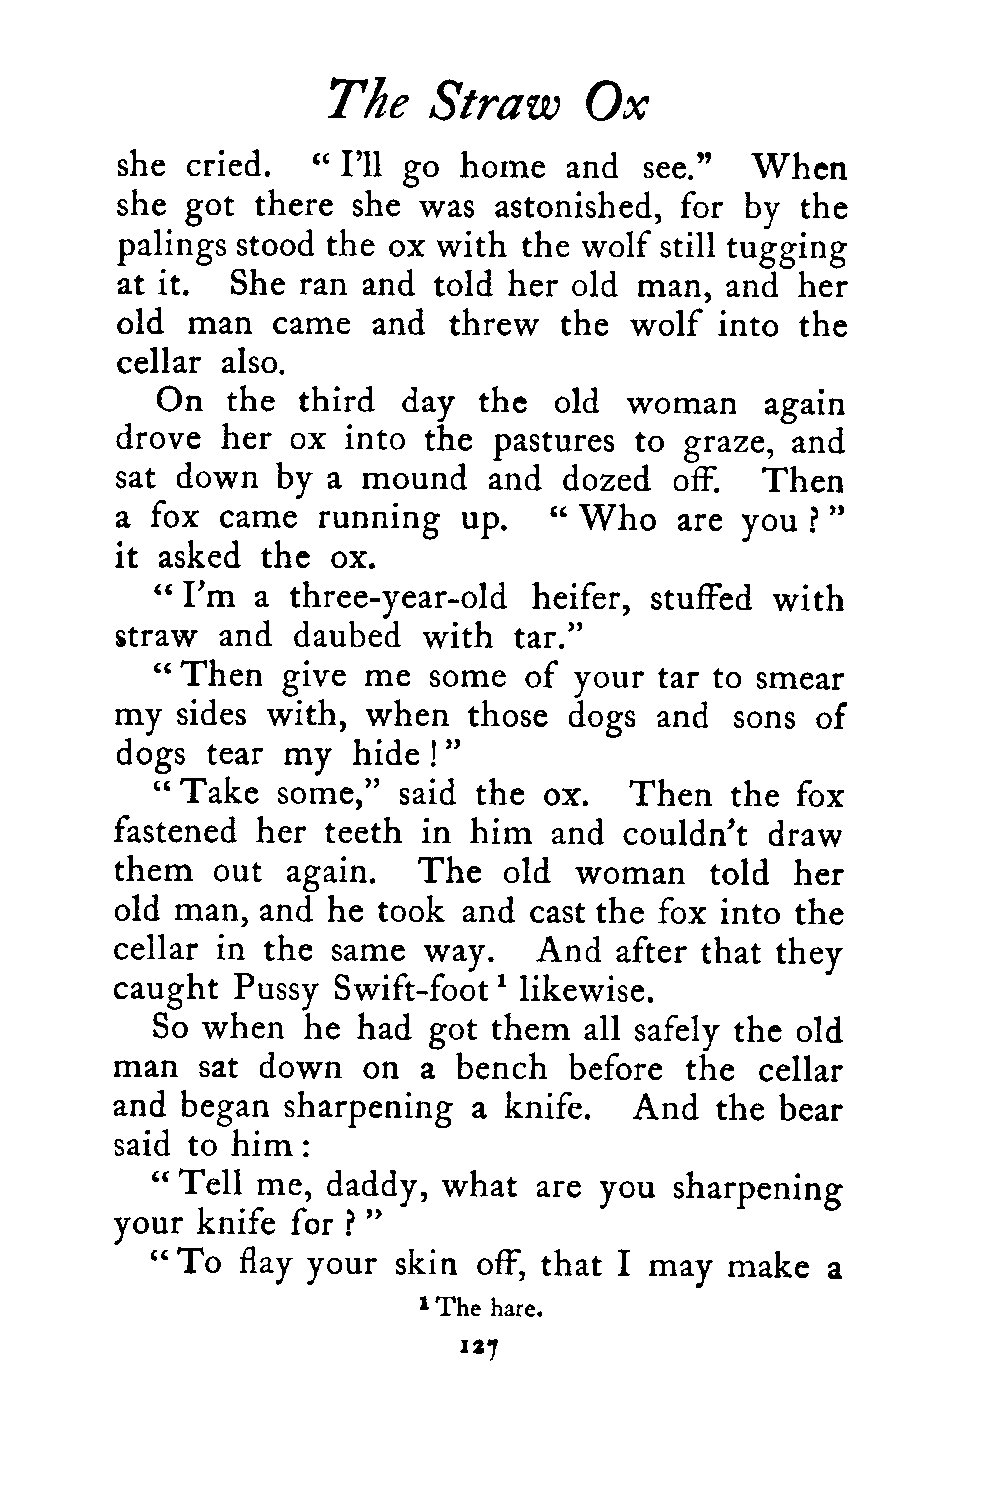 The Straw Ox
she cried. “ I’ll go home and see.” When
she got there she was astonished, for by the
palings stood the ox with the wolf still tugging
at it. She ran and told her old man, and her
old man came and threw the wolf into the
cellar also.
On the third day the old woman again
drove her ox into the pastures to graze, and
sat down by a mound and dozed off. Then
a fox came running up. “ Who are you ? ”
it asked the ox.
“ I’m a three-year-old heifer, stuffed with
straw and daubed with tar.”
“ Then give me some of your tar to smear
my sides with, when those dogs and sons of
dogs tear my hide ! ”
“ Take some,” said the ox. Then the fox
fastened her teeth in him and couldn’t draw
them out again. The old woman told her
old man, and he took and cast the fox into the
cellar in the same way. And after that they
caught Pussy Swift-foot ¹ likewise.
So when he had got them all safely the old
man sat down on a bench before the cellar
and began sharpening a knife. And the bear
said to him :
“ Tell me, daddy, what are you sharpening
your knife for ? ”
“ To flay your skin off, that I may make a
¹ The hare.
127